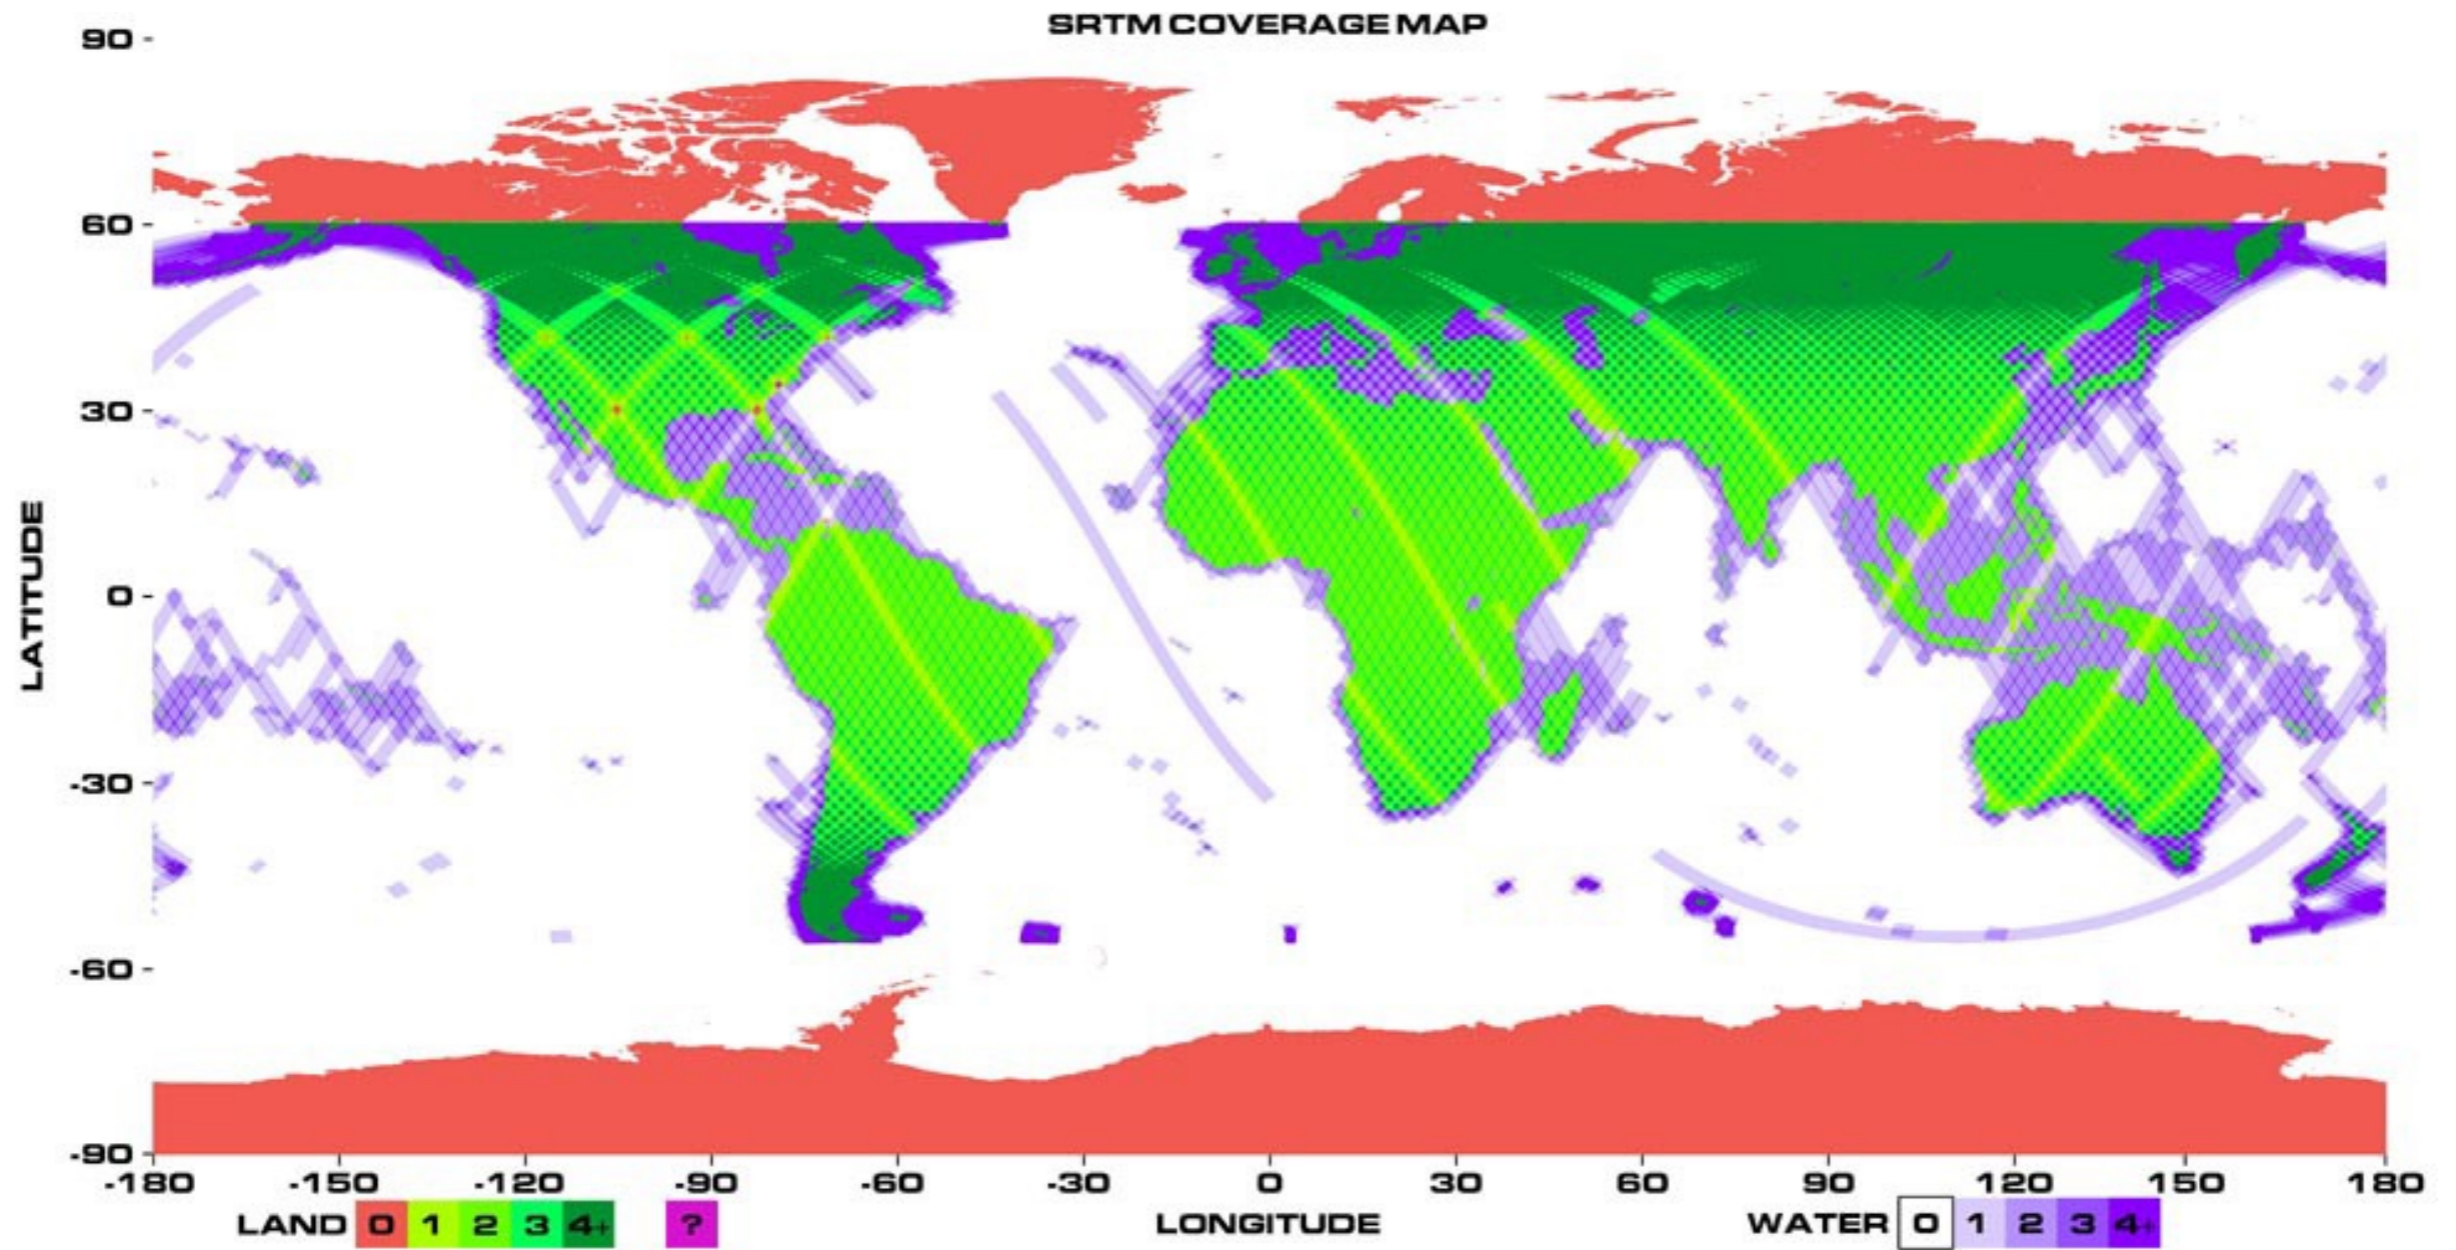 SRTM COVERAGE MAP
90
60
30
0
-30
-60
-90
LATITUDE
-180 -150 -120 -90 -60 -30 0 30 60 90 120 150 180
LAND 0 1 2 3 4+ ? LONGITUDE WATER 0 1 2 3 4+